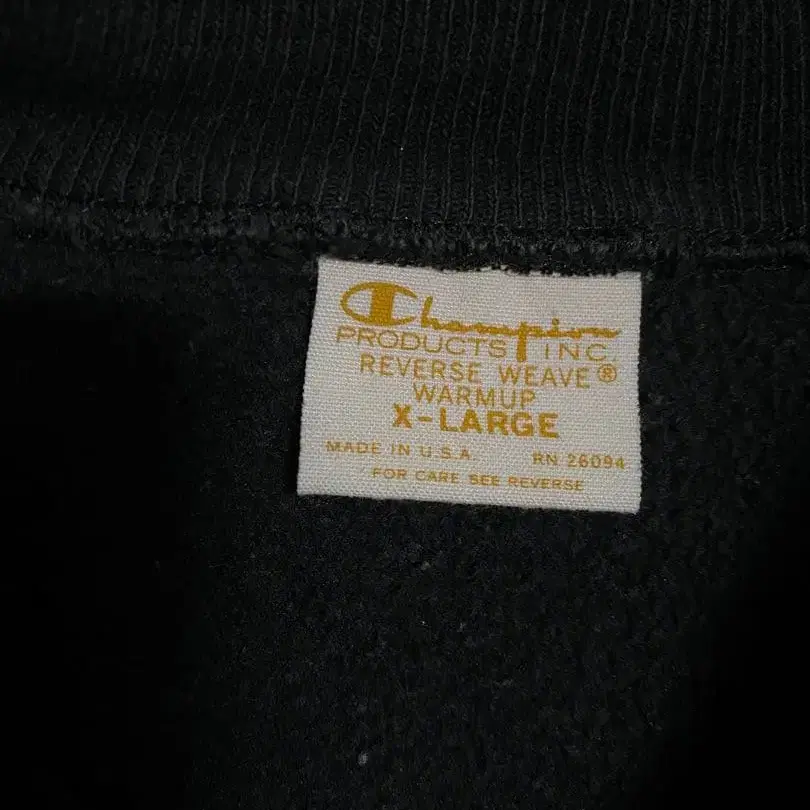 Champion
PRODUCTS INC.
REVERSE WEAVE®
WARMUP
X-LARGE
MADE IN U.S.A. RN 26094
FOR CARE SEE REVERSE